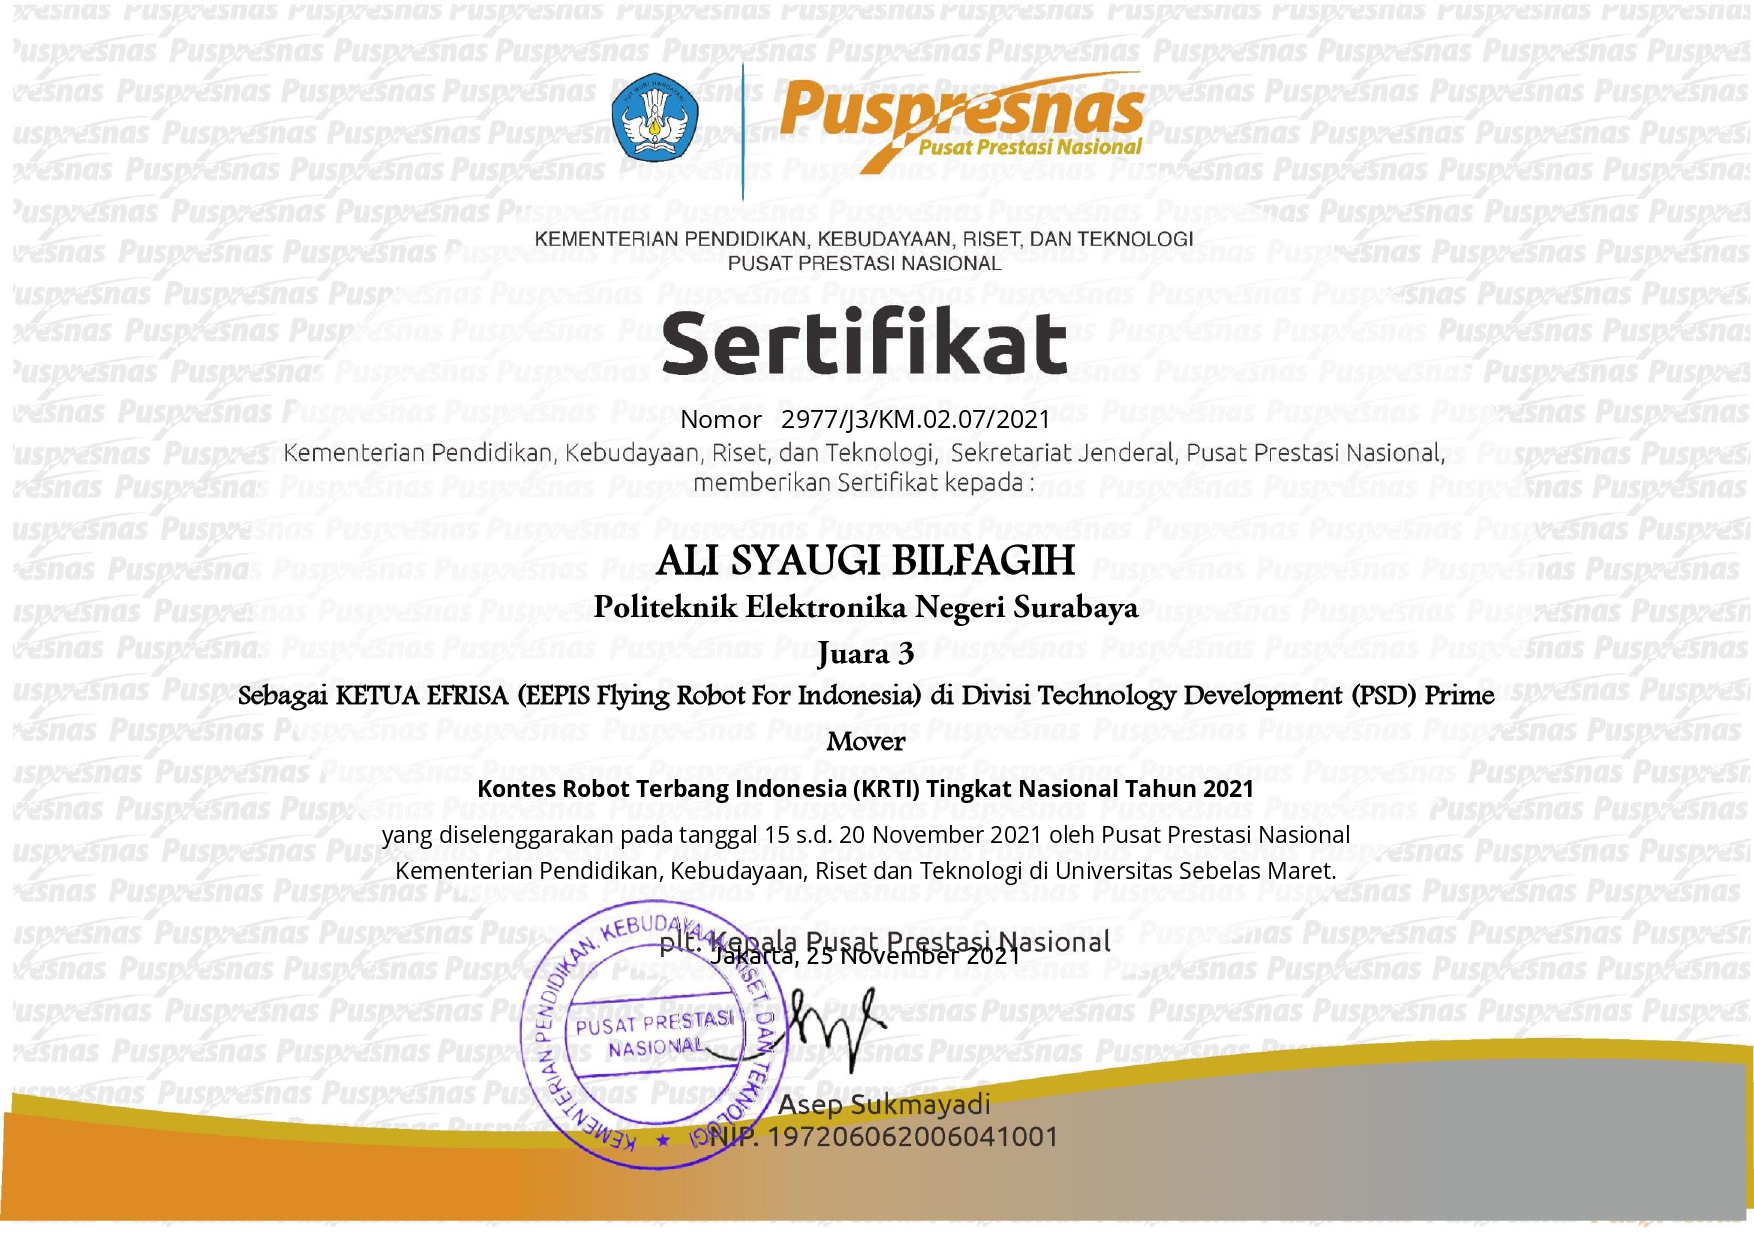 Puspresnas
Pusat Prestasi Nasional
KEMENTERIAN PENDIDIKAN, KEBUDAYAAN, RISET, DAN TEKNOLOGI
PUSAT PRESTASI NASIONAL
Sertifikat
Nomor 2977/J3/KM.02.07/2021
Kementerian Pendidikan, Kebudayaan, Riset, dan Teknologi, Sekretariat Jenderal, Pusat Prestasi Nasional,
memberikan Sertifikat kepada :
ALI SYAUGI BILFAGIH
Politeknik Elektronika Negeri Surabaya
Juara 3
Sebagai KETUA EFRISA (EEPIS Flying Robot For Indonesia) di Divisi Technology Development (PSD) Prime
Mover
Kontes Robot Terbang Indonesia (KRTI) Tingkat Nasional Tahun 2021
yang diselenggarakan pada tanggal 15 s.d. 20 November 2021 oleh Pusat Prestasi Nasional
Kementerian Pendidikan, Kebudayaan, Riset dan Teknologi di Universitas Sebelas Maret.
plt. Kepala Pusat Prestasi Nasional
Jakarta, 25 November 2021
KEMENTERIAN PENDIDIKAN, KEBUDAYAAN, RISET, DAN TEKNOLOGI
PUSAT PRESTASI
NASIONAL
Asep Sukmayadi
NIP. 197206062006041001